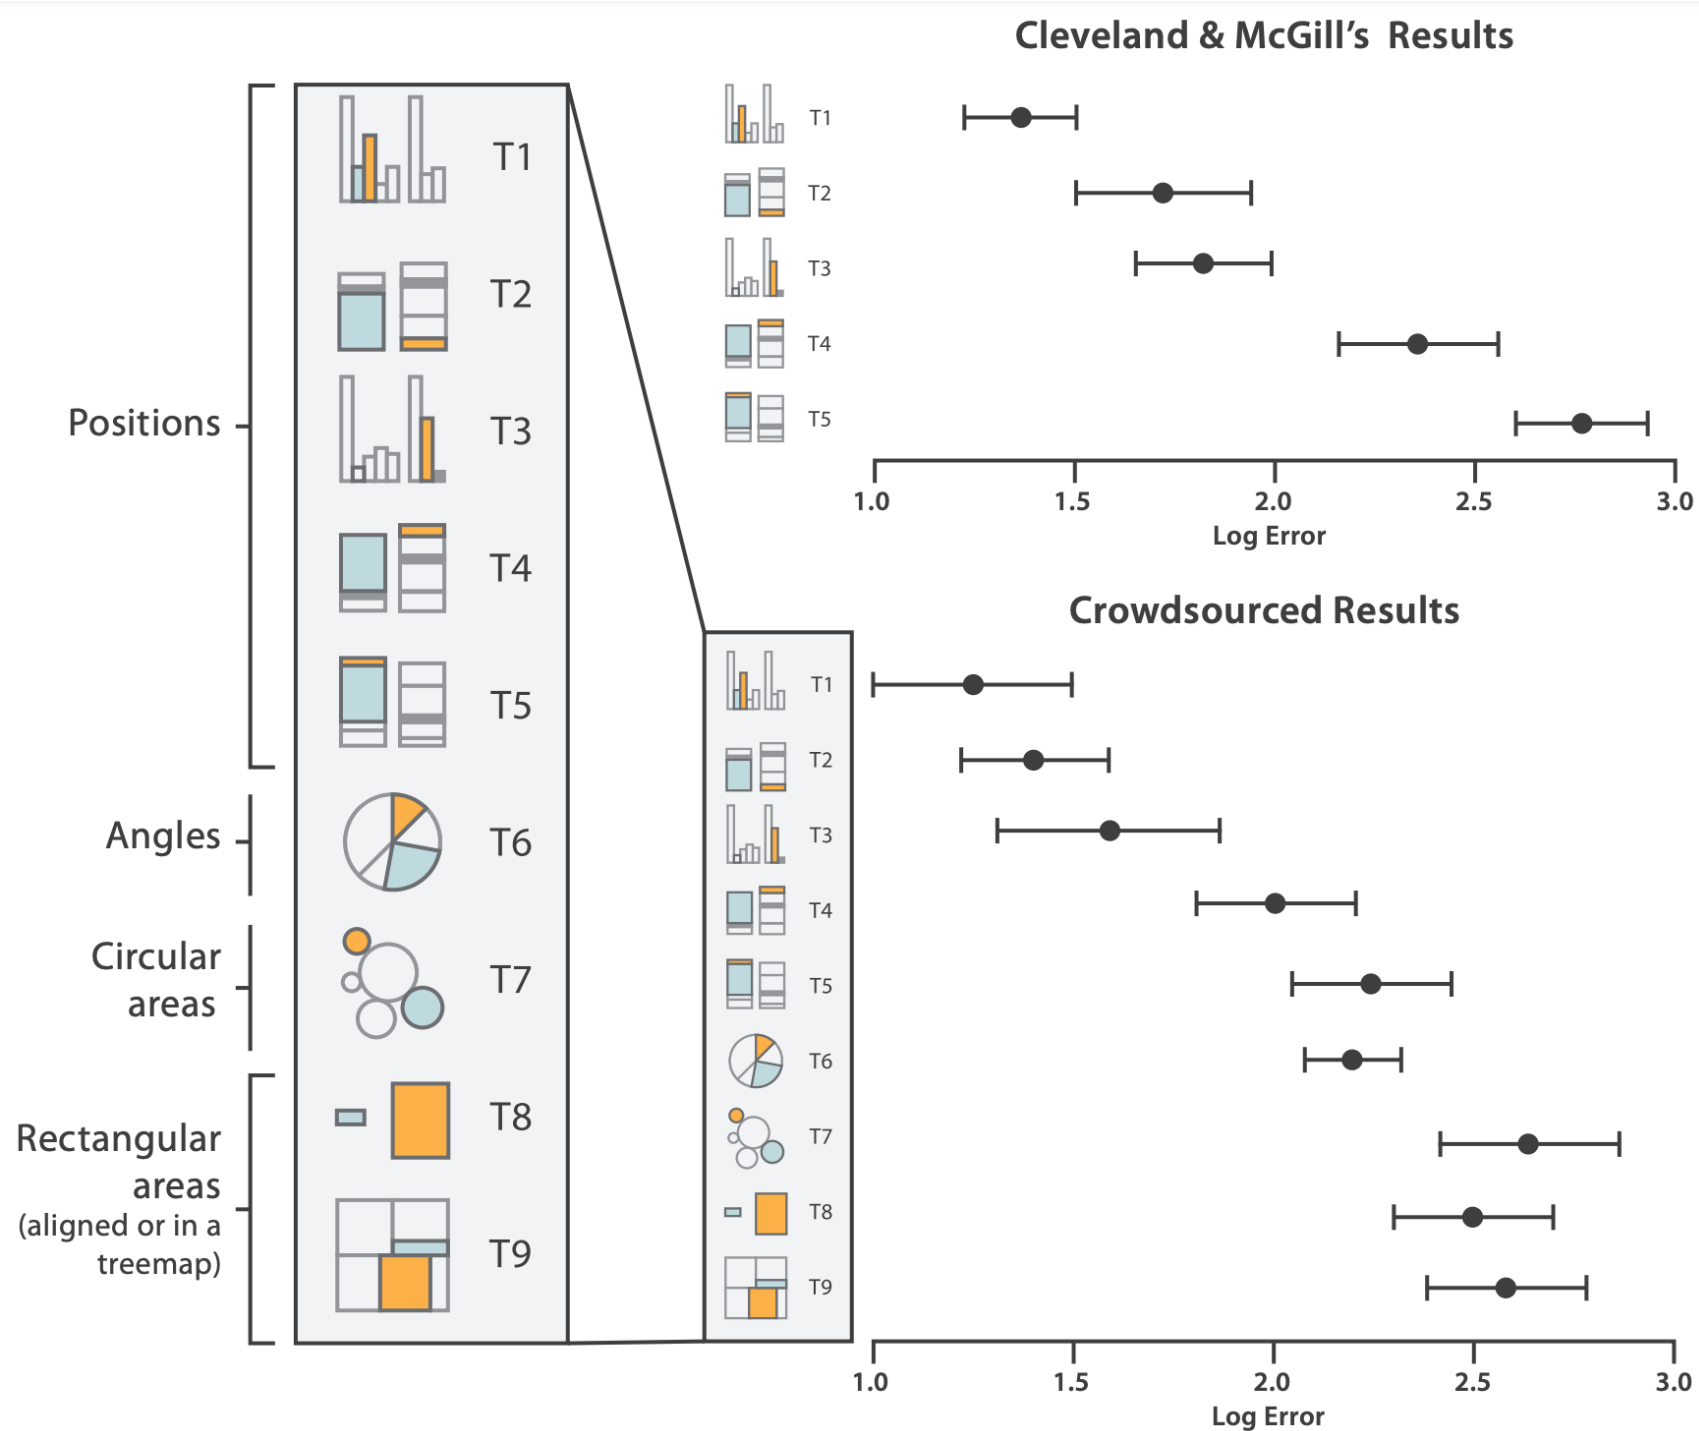 Cleveland & McGill's  Results
T1
T2
T3
T4
T5
1.0 1.5 2.0 2.5 3.0
Log Error
Positions
T1
T2
T3
T4
T5
Angles
T6
Circular
areas
T7
Rectangular
areas
(aligned or in a
treemap)
T8
T9
Crowdsourced Results
T1
T2
T3
T4
T5
T6
T7
T8
T9
1.0 1.5 2.0 2.5 3.0
Log Error